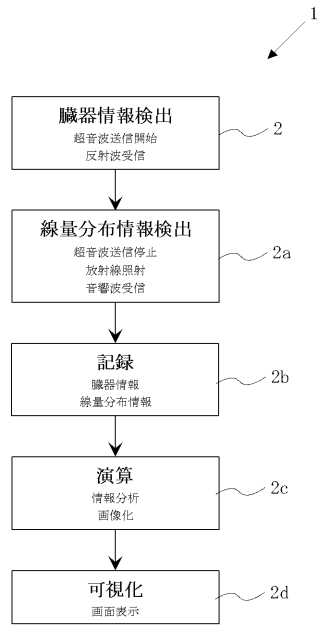 1
臓器情報検出
超音波送信開始
反射波受信
2
線量分布情報検出
超音波送信停止
放射線照射
音響波受信
2a
記録
臓器情報
線量分布情報
2b
演算
情報分析
画像化
2c
可視化
画面表示
2d